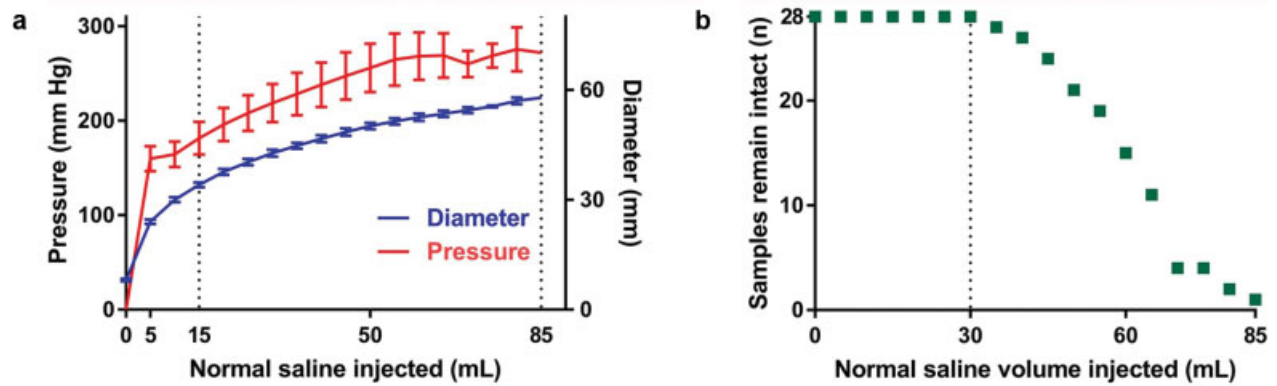 a
300
200
100
0
Pressure (mm Hg)
60
30
0
Diameter (mm)
Diameter
Pressure
0 5 15 50 85
Normal saline injected (mL)
b
28
20
10
0
Samples remain intact (n)
0 30 60 85
Normal saline volume injected (mL)